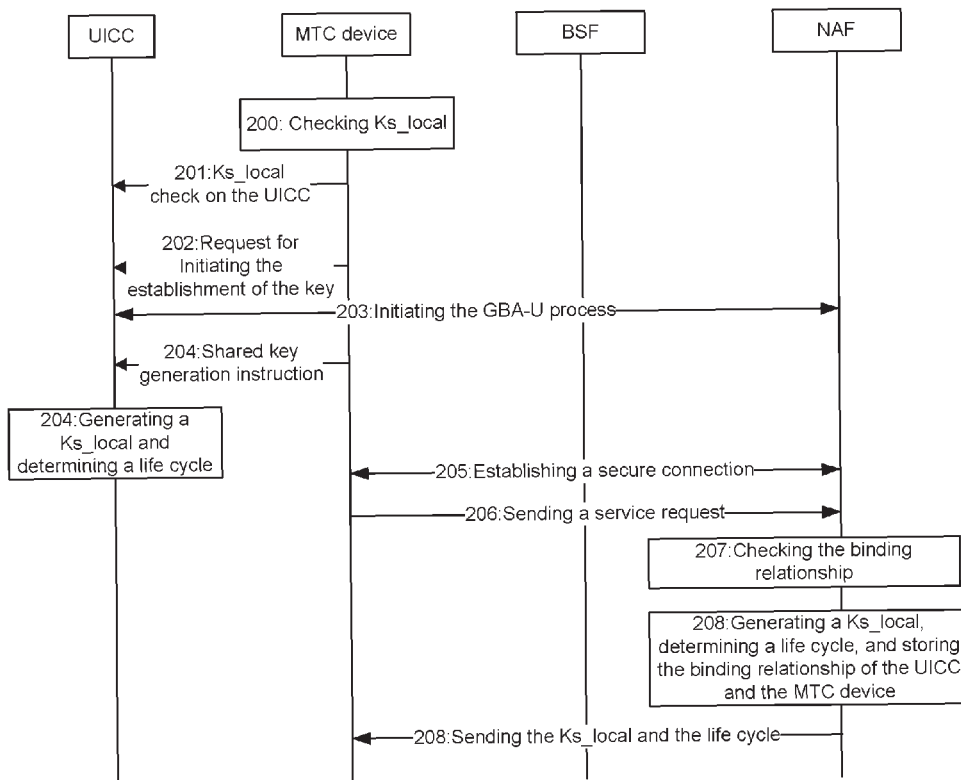 UICC
MTC device
BSF
NAF
200: Checking Ks_local
201:Ks_local
check on the UICC
202:Request for
Initiating the
establishment of the key
203:Initiating the GBA-U process
204:Shared key
generation instruction
204:Generating a
Ks_local and
determining a life cycle
205:Establishing a secure connection
206:Sending a service request
207:Checking the binding
relationship
208:Generating a Ks_local,
determining a life cycle, and storing
the binding relationship of the UICC
and the MTC device
208:Sending the Ks_local and the life cycle